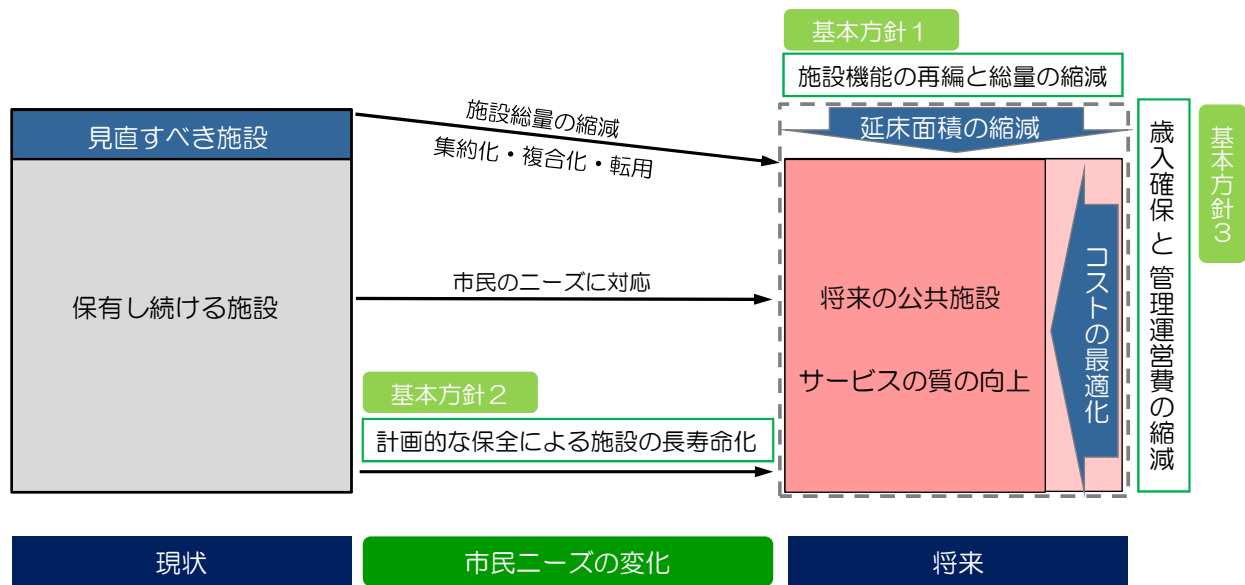 基本方針１
施設機能の再編と総量の縮減
見直すべき施設
施設総量の縮減
集約化・複合化・転用
延床面積の縮減
歳入確保と管理運営費の縮減
基本方針３
保有し続ける施設
市民のニーズに対応
将来の公共施設
サービスの質の向上
コストの最適化
基本方針２
計画的な保全による施設の長寿命化
現状
市民ニーズの変化
将来